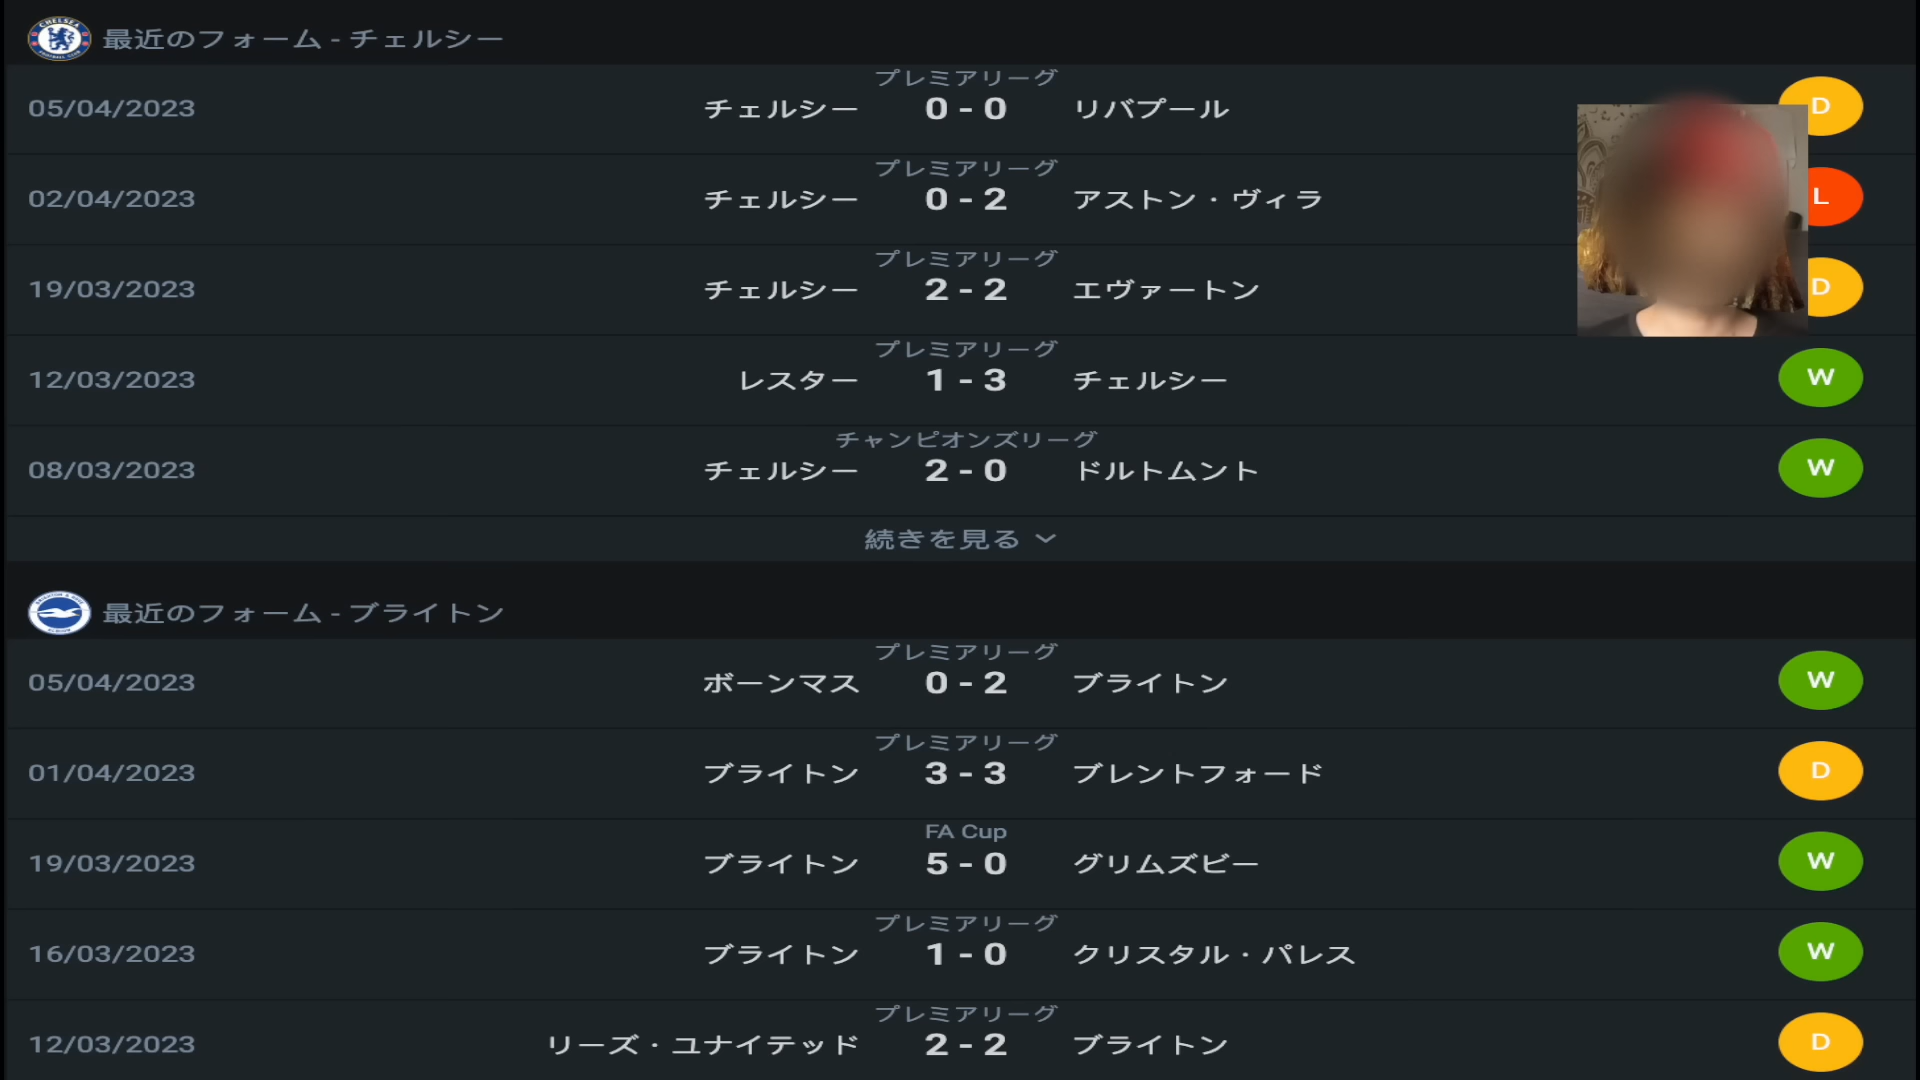 最近のフォーム - チェルシー
プレミアリーグ
05/04/2023 チェルシー 0 - 0 リバプール D
プレミアリーグ
02/04/2023 チェルシー 0 - 2 アストン・ヴィラ L
プレミアリーグ
19/03/2023 チェルシー 2 - 2 エヴァートン D
プレミアリーグ
12/03/2023 レスター 1 - 3 チェルシー W
チャンピオンズリーグ
08/03/2023 チェルシー 2 - 0 ドルトムント W
続きを見る
最近のフォーム - ブライトン
プレミアリーグ
05/04/2023 ボーンマス 0 - 2 ブライトン W
プレミアリーグ
01/04/2023 ブライトン 3 - 3 ブレントフォード D
FA Cup
19/03/2023 ブライトン 5 - 0 グリムズビー W
プレミアリーグ
16/03/2023 ブライトン 1 - 0 クリスタル・パレス W
プレミアリーグ
12/03/2023 リーズ・ユナイテッド 2 - 2 ブライトン D